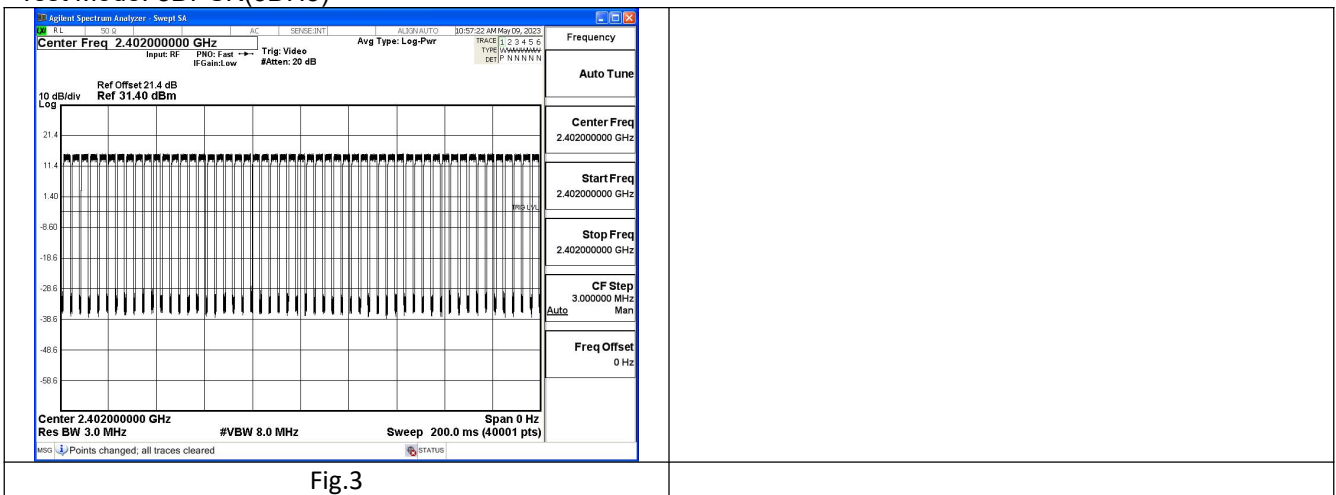 Agilent Spectrum Analyzer - Swept SA
RL 50 Ω AC SENSE:INT ALIGN AUTO 10:57:22 AM May 09, 2023
Center Freq 2.402000000 GHz
Input: RF PNO: Fast
IFGain:Low
Trig: Video
#Atten: 20 dB
Avg Type: Log-Pwr
TRACE 1 2 3 4 5 6
TYPE
DET P N N N N N
Frequency
Auto Tune
Ref Offset 21.4 dB
10 dB/div Ref 31.40 dBm
Log
21.4
11.4
1.40
TRIG LVL
-8.60
-18.6
-28.6
-38.6
-48.6
-58.6
Center Freq
2.402000000 GHz
Start Freq
2.402000000 GHz
Stop Freq
2.402000000 GHz
CF Step
3.000000 MHz
Auto Man
Freq Offset
0 Hz
Center 2.402000000 GHz Span 0 Hz
Res BW 3.0 MHz #VBW 8.0 MHz Sweep 200.0 ms (40001 pts)
MSG Points changed; all traces cleared STATUS
Fig.3